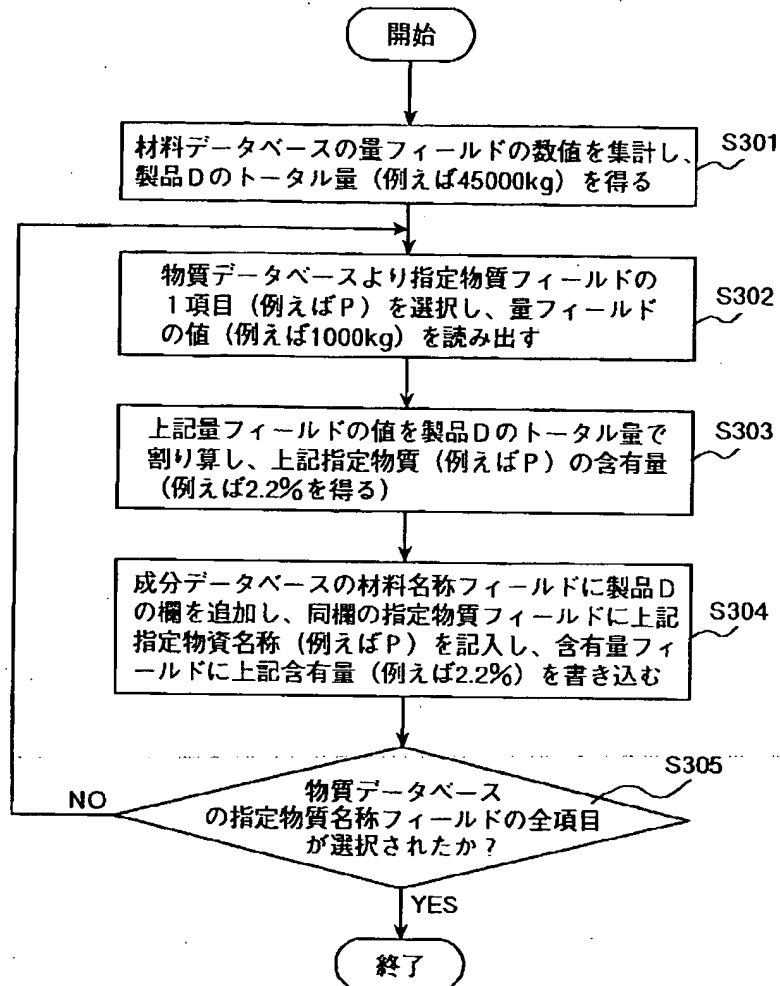 開始
S301
材料データベースの量フィールドの数値を集計し、
製品Dのトータル量（例えば45000kg）を得る
S302
物質データベースより指定物質フィールドの
１項目（例えばP）を選択し、量フィールド
の値（例えば1000kg）を読み出す
S303
上記量フィールドの値を製品Dのトータル量で
割り算し、上記指定物質（例えばP）の含有量
（例えば2.2%を得る）
S304
成分データベースの材料名称フィールドに製品D
の欄を追加し、同欄の指定物質フィールドに上記
指定物資名称（例えばP）を記入し、含有量フィ
ールドに上記含有量（例えば2.2%）を書き込む
S305
物質データベース
の指定物質名称フィールドの全項目
が選択されたか？
NO
YES
終了